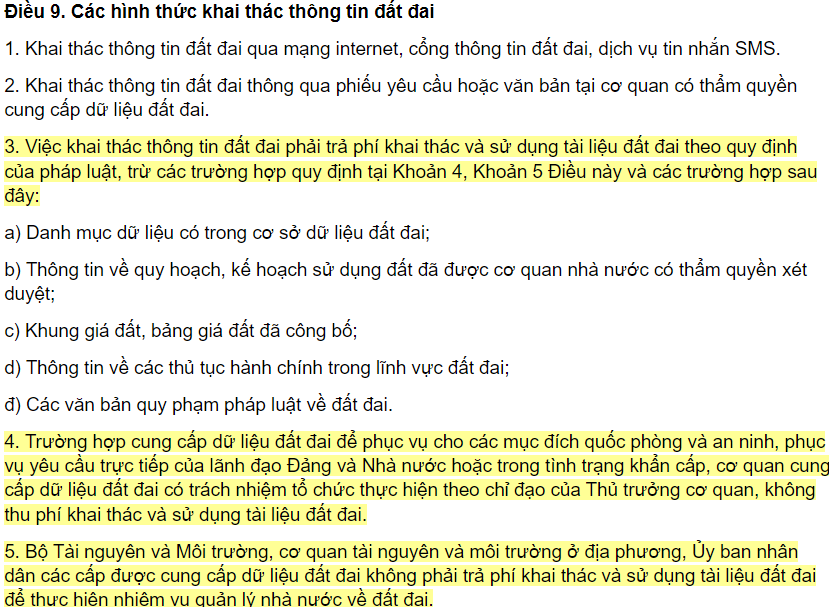 Điều 9. Các hình thức khai thác thông tin đất đai
1. Khai thác thông tin đất đai qua mạng internet, cổng thông tin đất đai, dịch vụ tin nhắn SMS.
2. Khai thác thông tin đất đai thông qua phiếu yêu cầu hoặc văn bản tại cơ quan có thẩm quyền
cung cấp dữ liệu đất đai.
3. Việc khai thác thông tin đất đai phải trả phí khai thác và sử dụng tài liệu đất đai theo quy định
của pháp luật, trừ các trường hợp quy định tại Khoản 4, Khoản 5 Điều này và các trường hợp sau
đây:
a) Danh mục dữ liệu có trong cơ sở dữ liệu đất đai;
b) Thông tin về quy hoạch, kế hoạch sử dụng đất đã được cơ quan nhà nước có thẩm quyền xét
duyệt;
c) Khung giá đất, bảng giá đất đã công bố;
d) Thông tin về các thủ tục hành chính trong lĩnh vực đất đai;
đ) Các văn bản quy phạm pháp luật về đất đai.
4. Trường hợp cung cấp dữ liệu đất đai để phục vụ cho các mục đích quốc phòng và an ninh, phục
vụ yêu cầu trực tiếp của lãnh đạo Đảng và Nhà nước hoặc trong tình trạng khẩn cấp, cơ quan cung
cấp dữ liệu đất đai có trách nhiệm tổ chức thực hiện theo chỉ đạo của Thủ trưởng cơ quan, không
thu phí khai thác và sử dụng tài liệu đất đai.
5. Bộ Tài nguyên và Môi trường, cơ quan tài nguyên và môi trường ở địa phương, Ủy ban nhân
dân các cấp được cung cấp dữ liệu đất đai không phải trả phí khai thác và sử dụng tài liệu đất đai
để thực hiện nhiệm vụ quản lý nhà nước về đất đai.